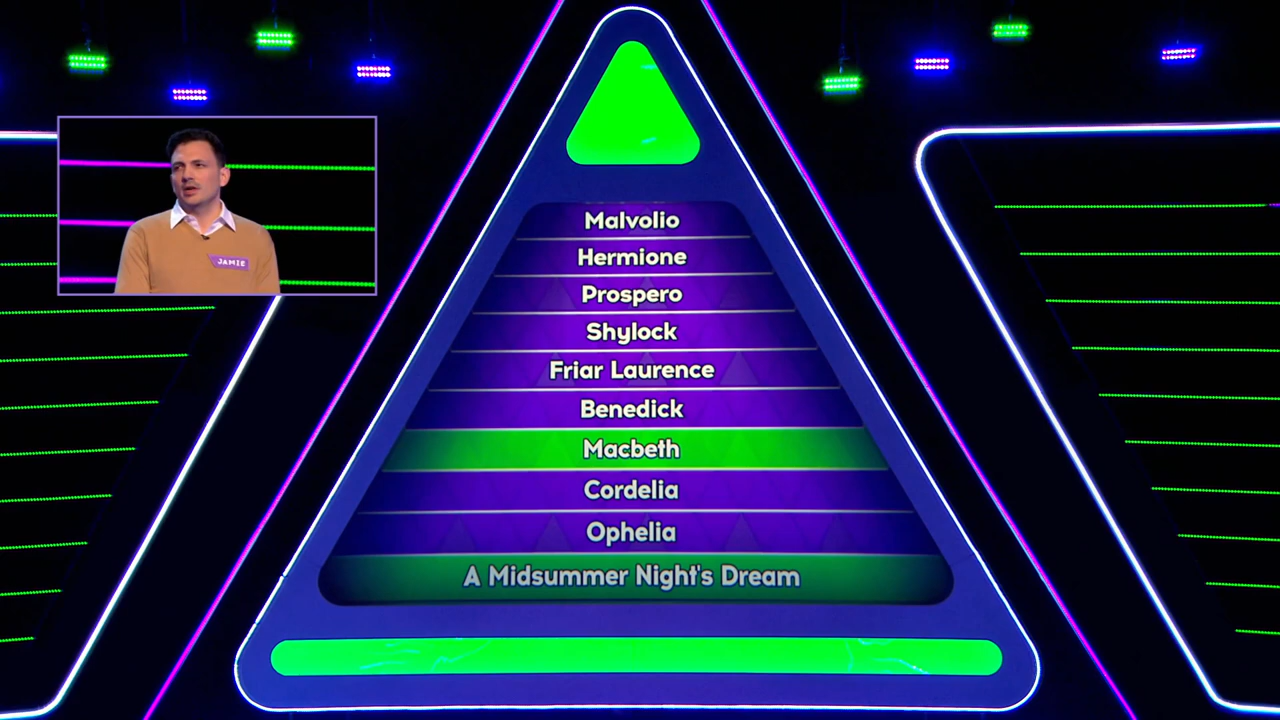 JAMIE
Malvolio
Hermione
Prospero
Shylock
Friar Laurence
Benedick
Macbeth
Cordelia
Ophelia
A Midsummer Night's Dream